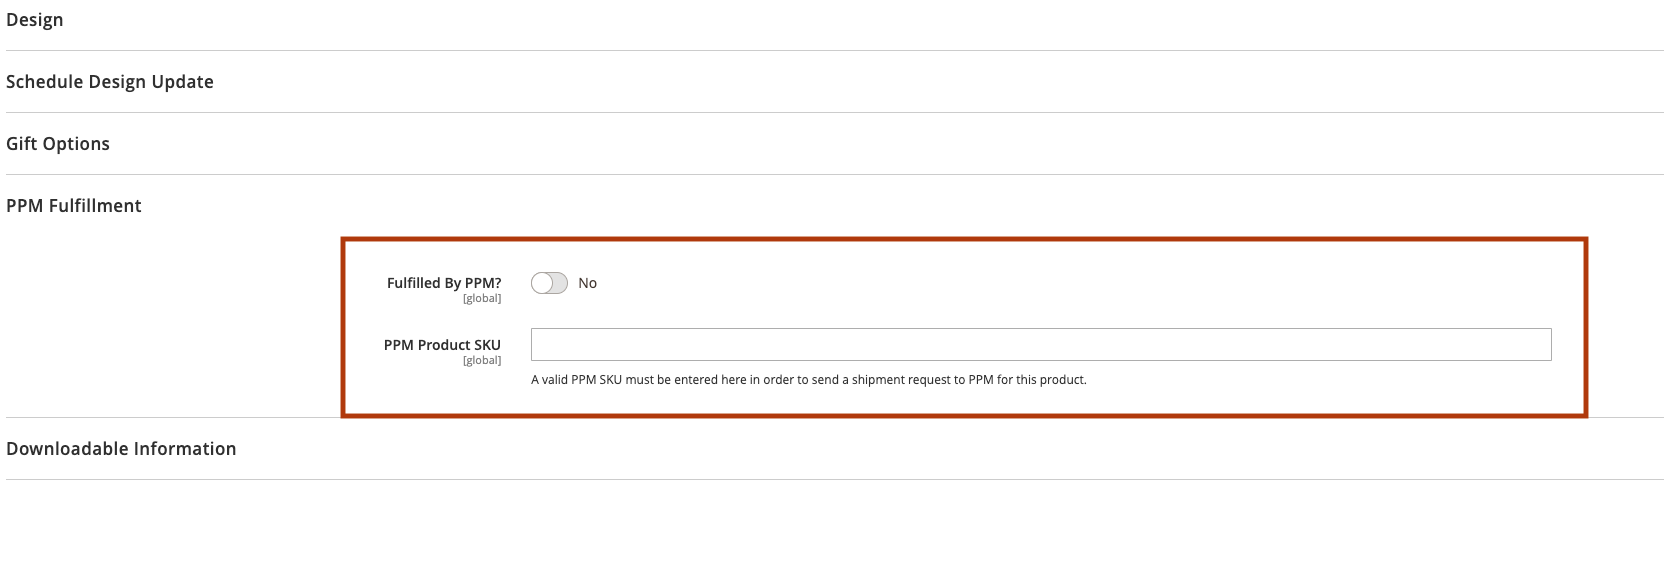 Design
Schedule Design Update
Gift Options
PPM Fulfillment
Fulfilled By PPM?
[global]
No
PPM Product SKU
[global]
A valid PPM SKU must be entered here in order to send a shipment request to PPM for this product.
Downloadable Information